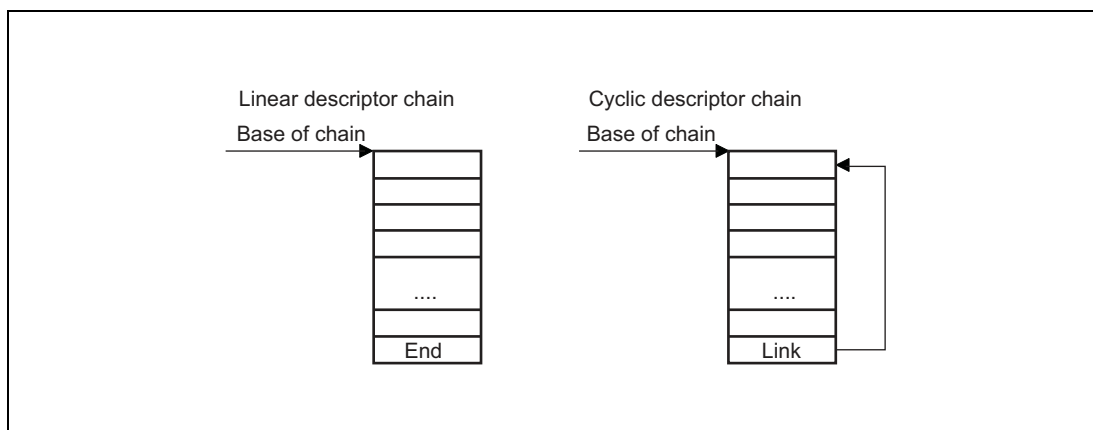 Linear descriptor chain
Base of chain
....
End
Cyclic descriptor chain
Base of chain
....
Link